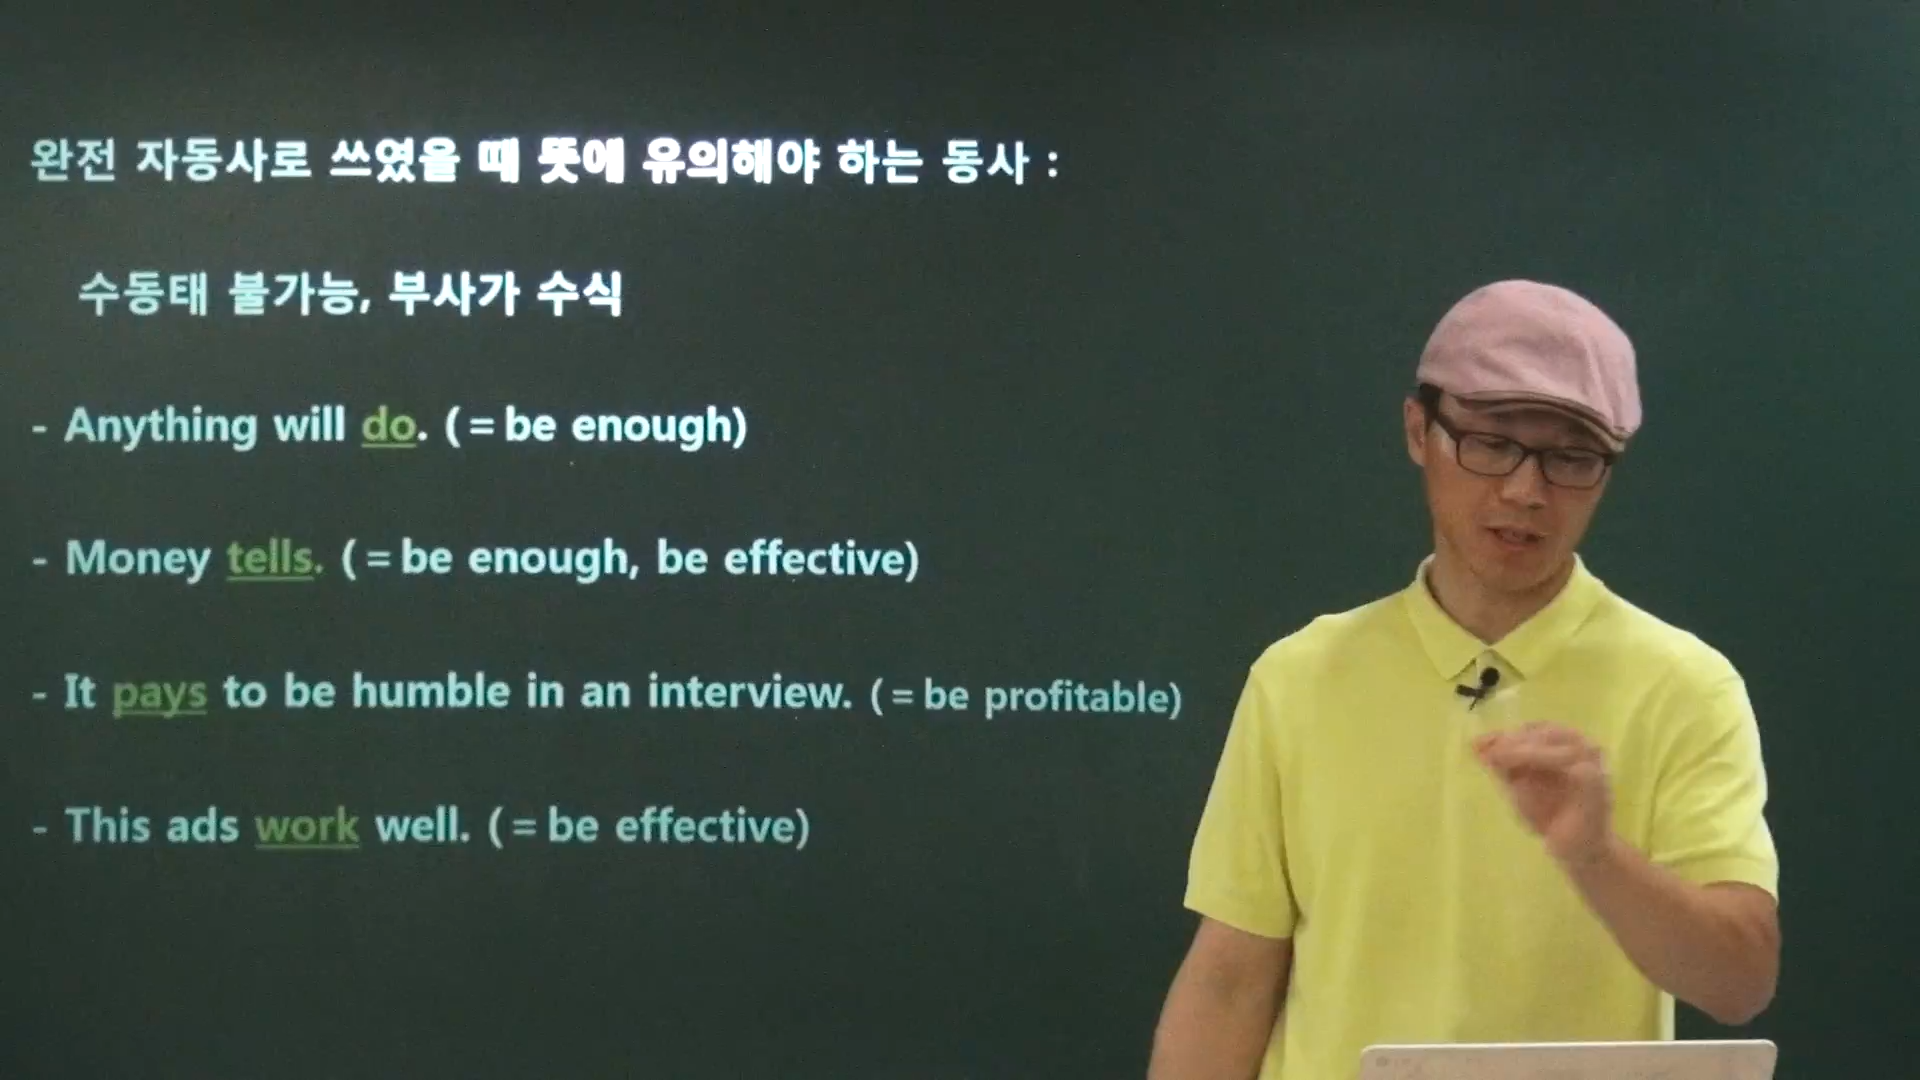 완전 자동사로 쓰였을 때 뜻에 유의해야 하는 동사 :
수동태 불가능, 부사가 수식
- Anything will do. ( = be enough)
- Money tells. ( = be enough, be effective)
- It pays to be humble in an interview. ( = be profitable)
- This ads work well. ( = be effective)